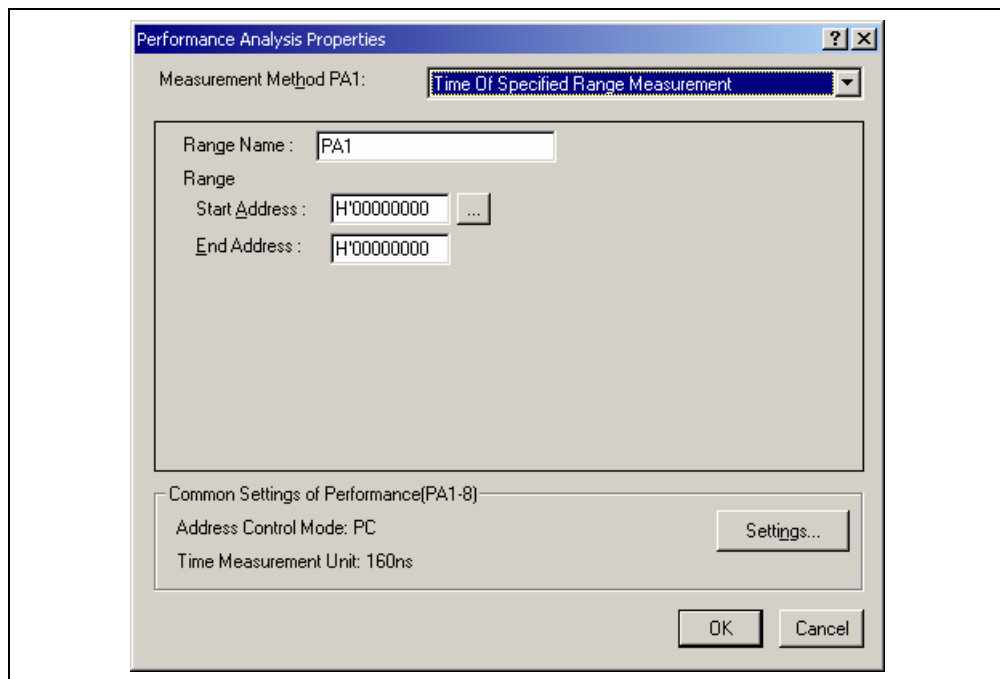 Performance Analysis Properties
Measurement Method PA1: Time Of Specified Range Measurement
Range Name : PA1
Range
Start Address : H'00000000 ...
End Address : H'00000000
Common Settings of Performance(PA1-8)
Address Control Mode: PC
Settings...
Time Measurement Unit: 160ns
OK Cancel